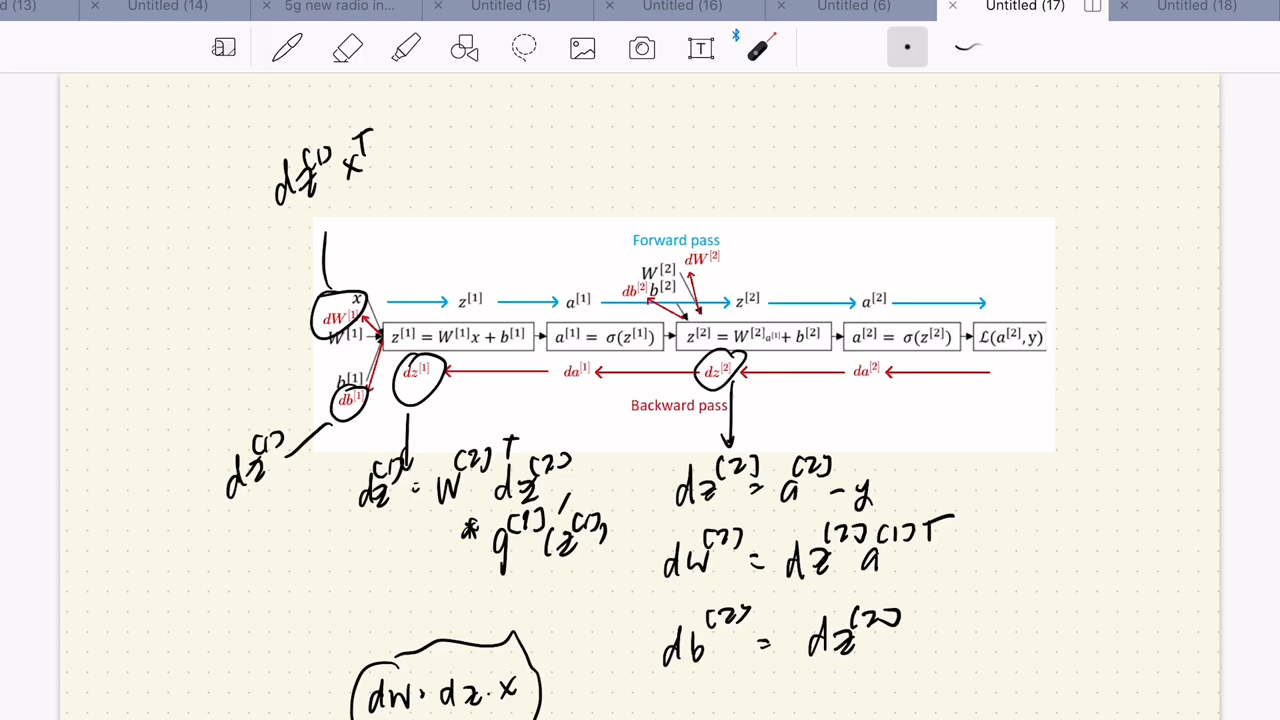 d (13)
Untitled (14)
5g new radio in...
Untitled (15)
Untitled (16)
Untitled (6)
Untitled (17)
Untitled (18)
T
dz^[1] x^T
Forward pass
W^[2] dW^[2]
db^[2] b^[2]
x z^[1] a^[1] z^[2] a^[2]
dW^[1]
W^[1] z^[1] = W^[1]x + b^[1] a^[1] = σ(z^[1]) z^[2] = W^[2]a^[1] + b^[2] a^[2] = σ(z^[2]) ℒ(a^[2], y)
b^[1] dz^[1] da^[1] dz^[2] da^[2]
db^[1]
Backward pass
dz^[1]
dz^[1] = W^[2]T dz^[2]
* g^[1]'(z^[1])
dz^[2] = a^[2] - y
dW^[2] = dz^[2] a^[1]T
db^[2] = dz^[2]
dW = dz · x